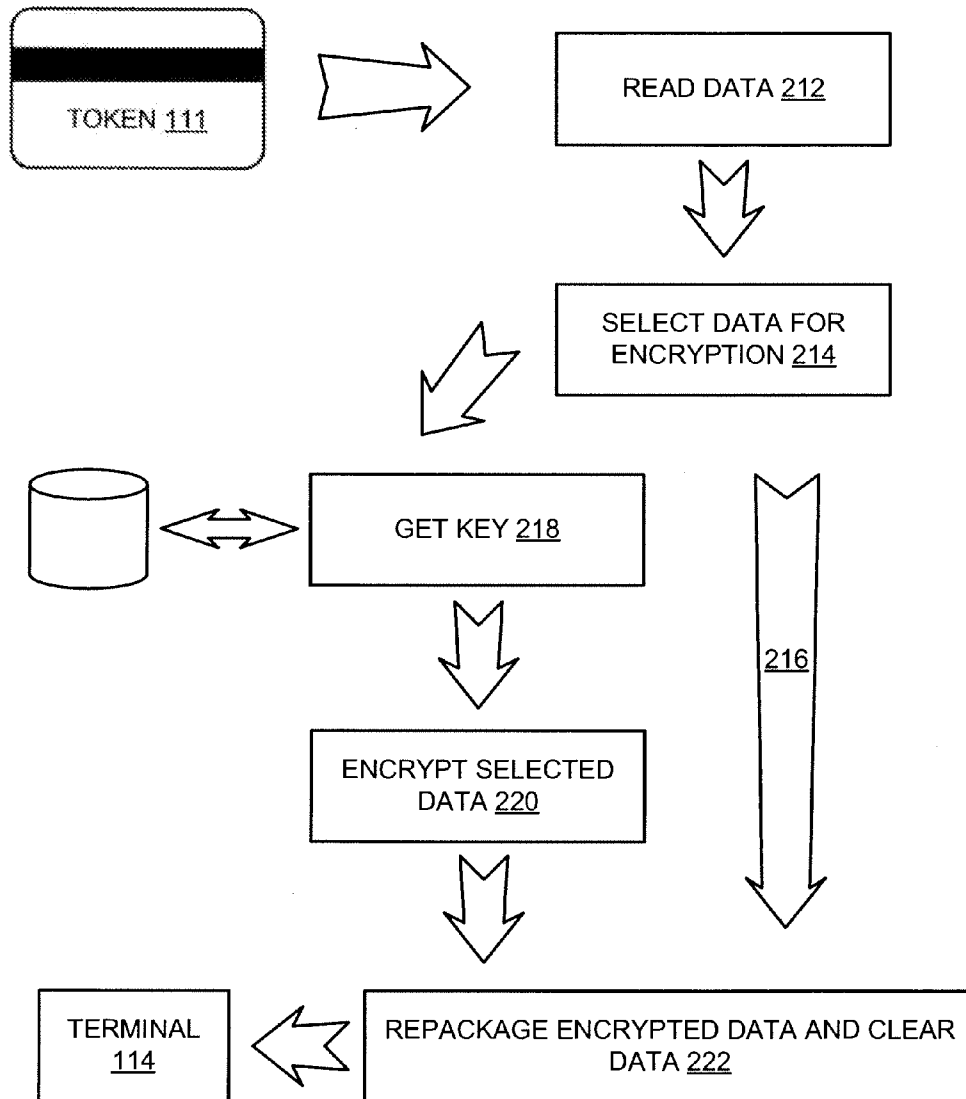 TOKEN 111
READ DATA 212
SELECT DATA FOR
ENCRYPTION 214
GET KEY 218
216
ENCRYPT SELECTED
DATA 220
TERMINAL
114
REPACKAGE ENCRYPTED DATA AND CLEAR
DATA 222